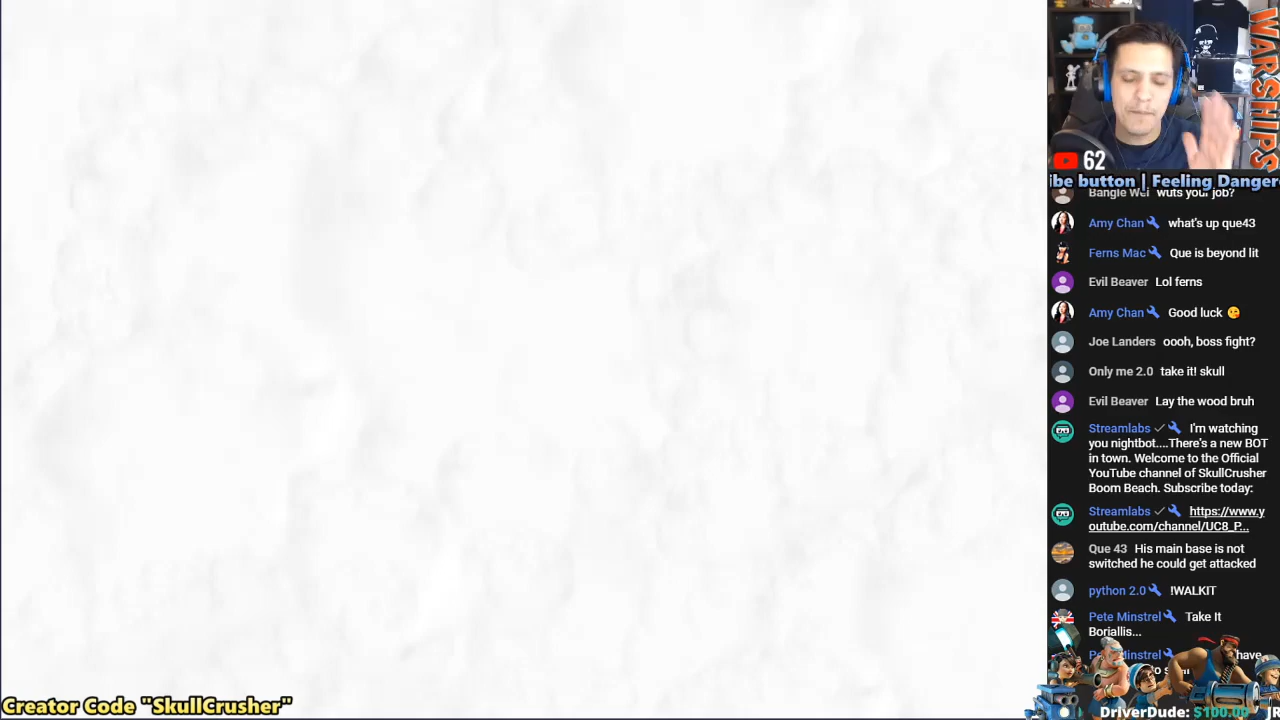 WARSHIPS
62
ibe button | Feeling Danger
Bangle Wei wuts your job?
Amy Chan what's up que43
Ferns Mac Que is beyond lit
Evil Beaver Lol ferns
Amy Chan Good luck 😘
Joe Landers oooh, boss fight?
Only me 2.0 take it! skull
Evil Beaver Lay the wood bruh
Streamlabs I'm watching
you nightbot....There's a new BOT
in town. Welcome to the Official
YouTube channel of SkullCrusher
Boom Beach. Subscribe today:
Streamlabs https://www.y
outube.com/channel/UC8_P...
Que 43 His main base is not
switched he could get attacked
python 2.0 !WALKIT
Pete Minstrel Take It
Boriallis...
Minstrel have
Creator Code "SkullCrusher"
DriverDude: $100.00